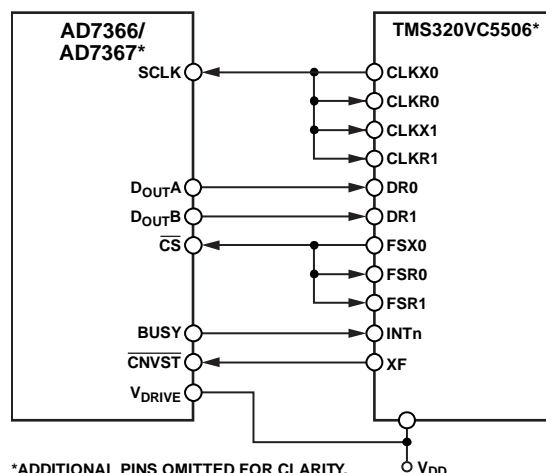 AD7366/
AD7367*
TMS320VC5506*
SCLK
CLKX0
CLKR0
CLKX1
CLKR1
DOUTA
DR0
DOUTB
DR1
CS
FSX0
FSR0
FSR1
BUSY
INTn
CNVST
XF
VDRIVE
*ADDITIONAL PINS OMITTED FOR CLARITY.
VDD